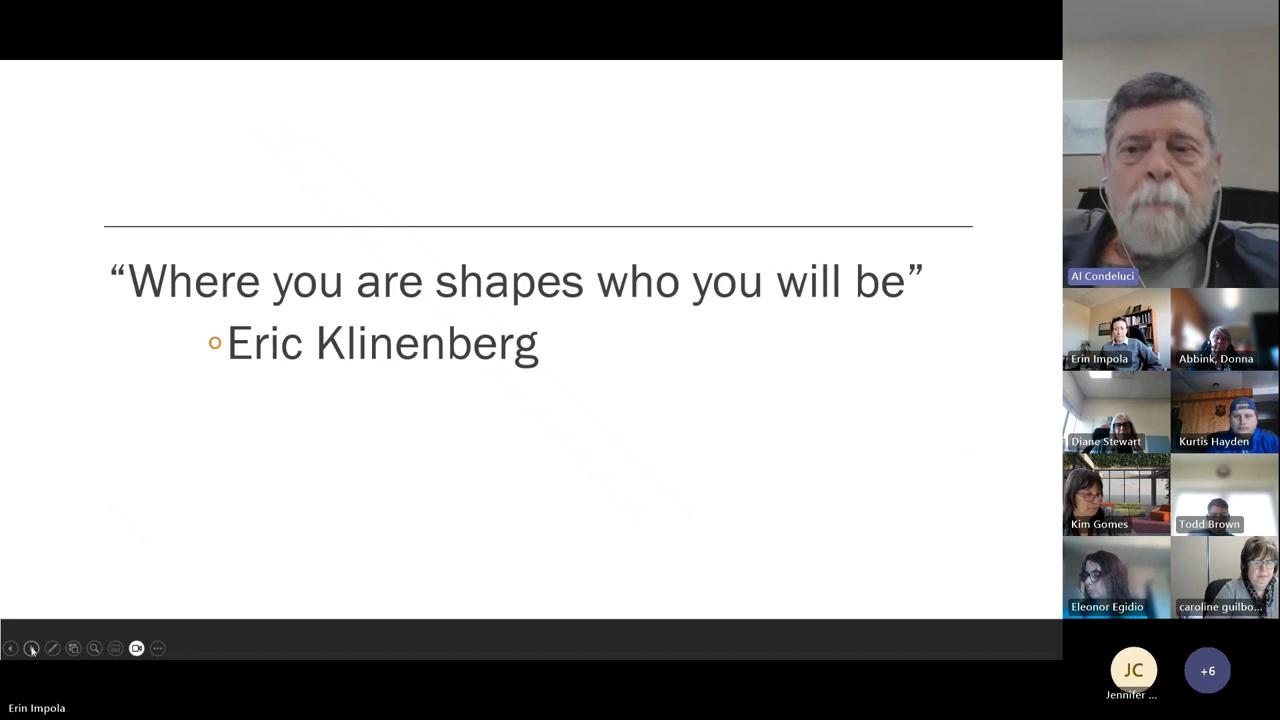 “Where you are shapes who you will be”
Eric Klinenberg
Al Condeluci
Erin Impola
Abbink, Donna
Diane Stewart
Kurtis Hayden
Kim Gomes
Todd Brown
Eleonor Egidio
caroline guilbo...
JC
+6
Jennifer ...
Erin Impola